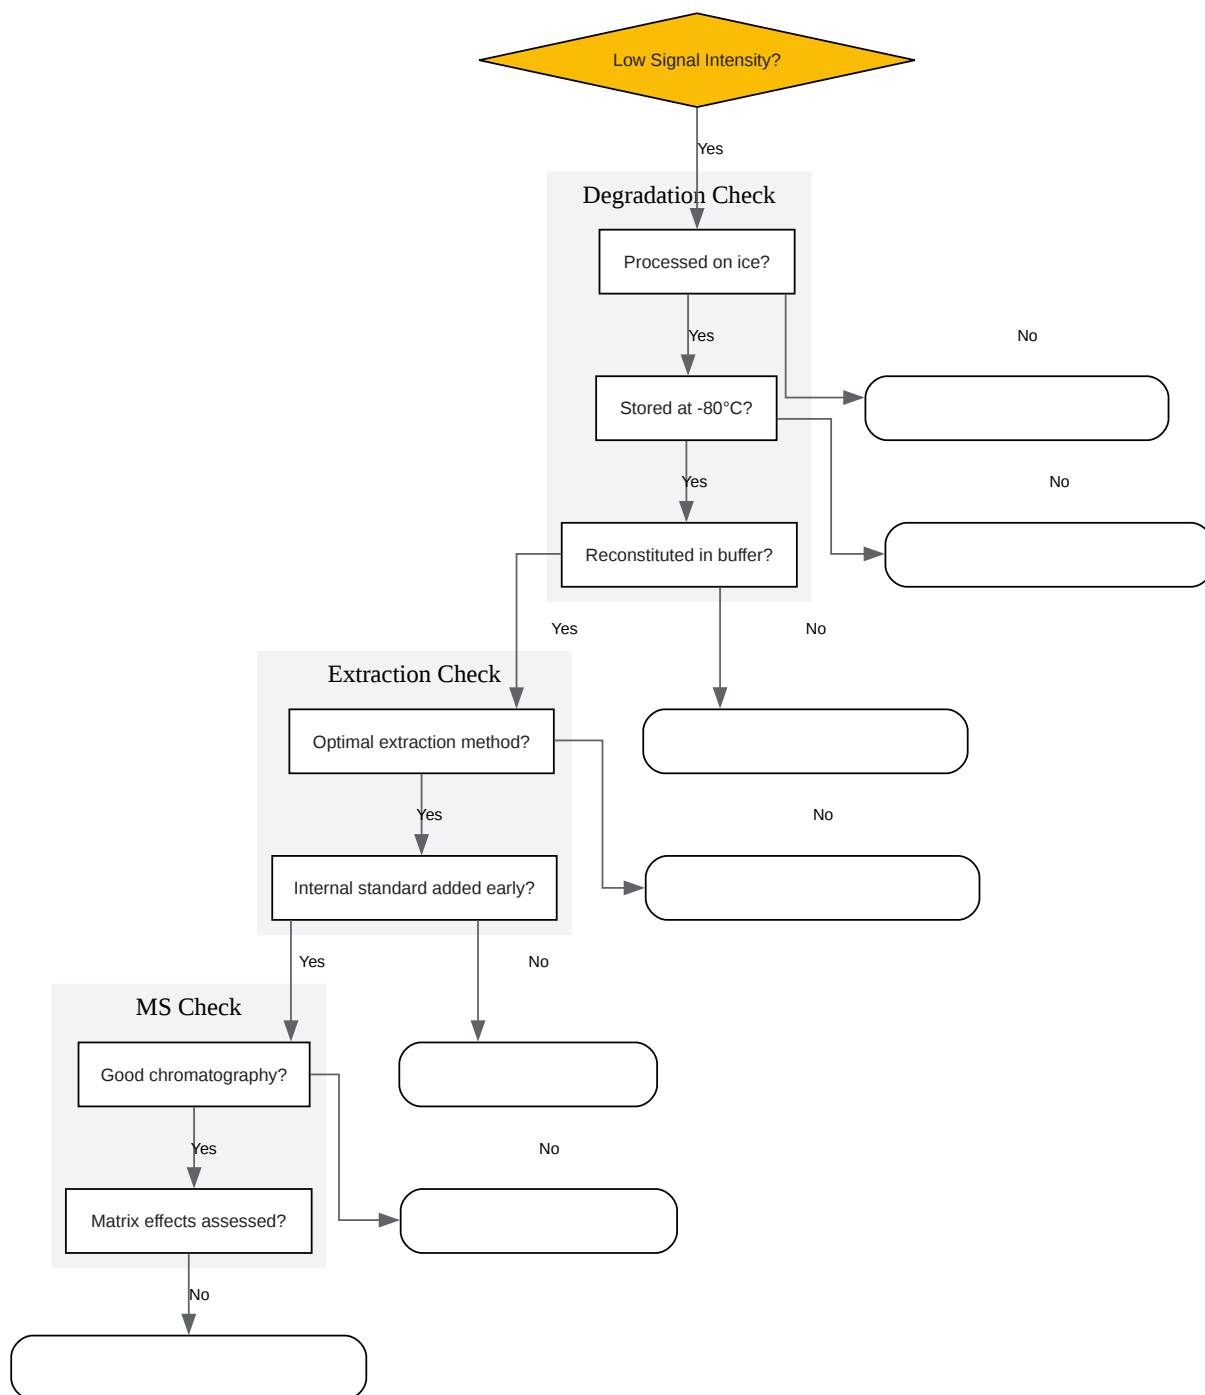 Low Signal Intensity?
Yes
Degradation Check
Processed on ice?
Yes
No
Stored at -80°C?
Yes
No
Reconstituted in buffer?
Yes
No
Extraction Check
Optimal extraction method?
Yes
No
Internal standard added early?
Yes
No
MS Check
Good chromatography?
Yes
No
Matrix effects assessed?
No